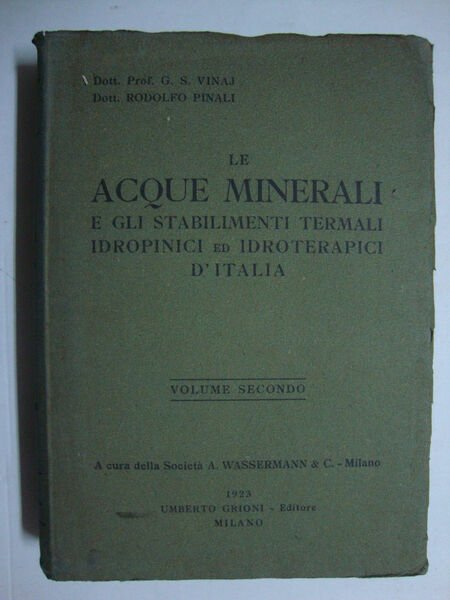 Dott. Prof. G. S. VINAJ
Dott. RODOLFO PINALI
LE
ACQUE MINERALI
E GLI STABILIMENTI TERMALI
IDROPINICI ED IDROTERAPICI
D'ITALIA
VOLUME SECONDO
A cura della Società A. WASSERMANN & C. - Milano
1923
UMBERTO GRIONI - Editore
MILANO